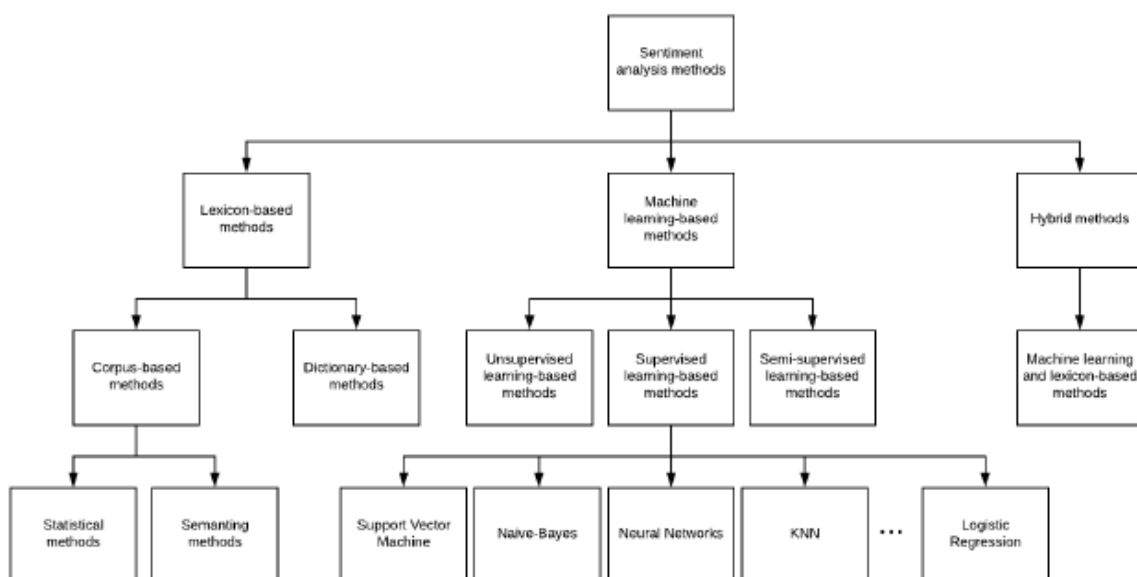 Sentiment
analysis methods
Lexicon-based
methods
Machine
learning-based
methods
Hybrid methods
Corpus-based
methods
Dictionary-based
methods
Unsupervised
learning-based
methods
Supervised
learning-based
methods
Semi-supervised
learning-based
methods
Machine learning
and lexicon-based
methods
Statistical
methods
Semanting
methods
Support Vector
Machine
Naive-Bayes
Neural Networks
KNN
...
Logistic
Regression